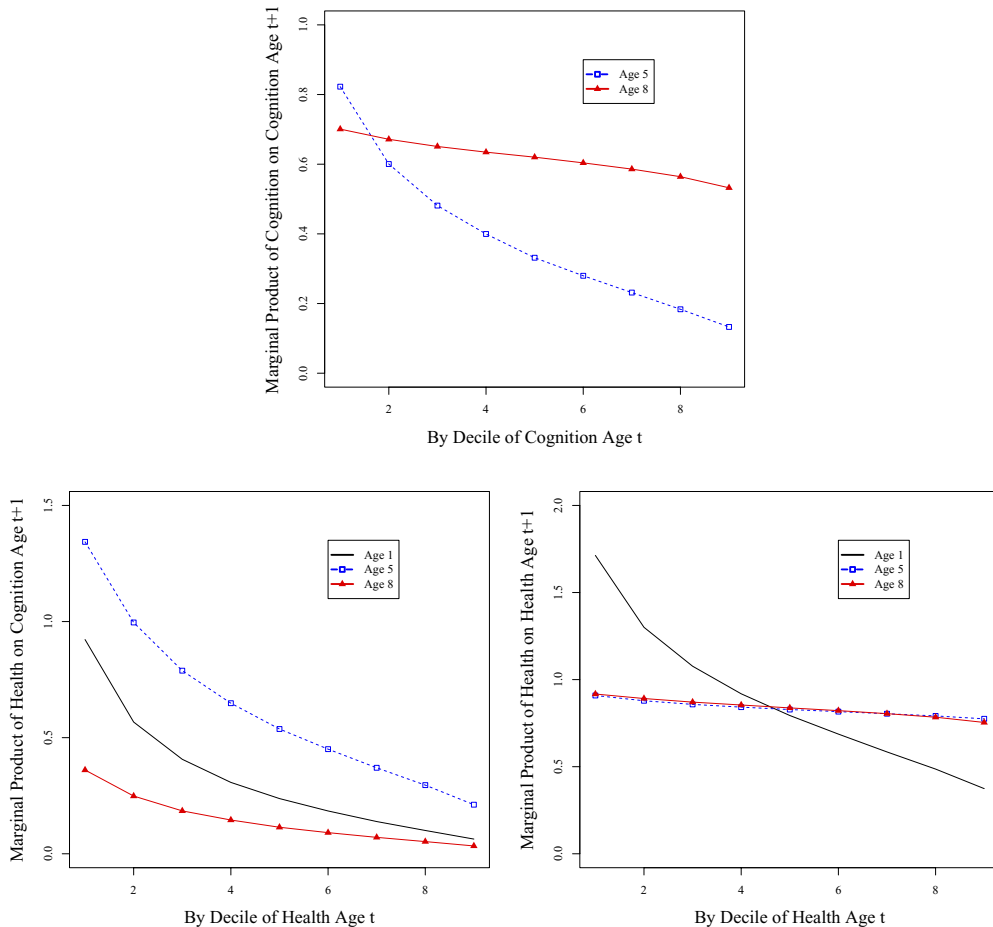 Marginal Product of Cognition on Cognition Age t+1
1.0
0.8
0.6
0.4
0.2
0.0
Age 5
Age 8
2 4 6 8
By Decile of Cognition Age t
Marginal Product of Health on Cognition Age t+1
1.5
1.0
0.5
0.0
Age 1
Age 5
Age 8
2 4 6 8
By Decile of Health Age t
Marginal Product of Health on Health Age t+1
2.0
1.5
1.0
0.5
0.0
Age 1
Age 5
Age 8
2 4 6 8
By Decile of Health Age t